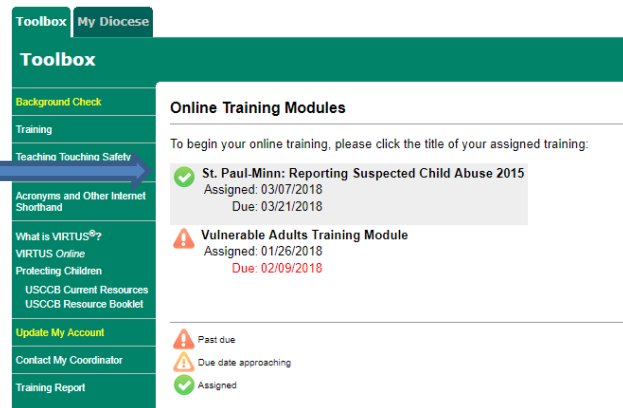 Toolbox
My Diocese
Toolbox
Background Check
Training
Teaching Touching Safety
Acronyms and Other Internet
Shorthand
What is VIRTUS®?
VIRTUS Online
Protecting Children
USCCB Current Resources
USCCB Resource Booklet
Update My Account
Contact My Coordinator
Training Report
Online Training Modules
To begin your online training, please click the title of your assigned training:
St. Paul-Minn: Reporting Suspected Child Abuse 2015
Assigned: 03/07/2018
Due: 03/21/2018
Vulnerable Adults Training Module
Assigned: 01/26/2018
Due: 02/09/2018
Past due
Due date approaching
Assigned